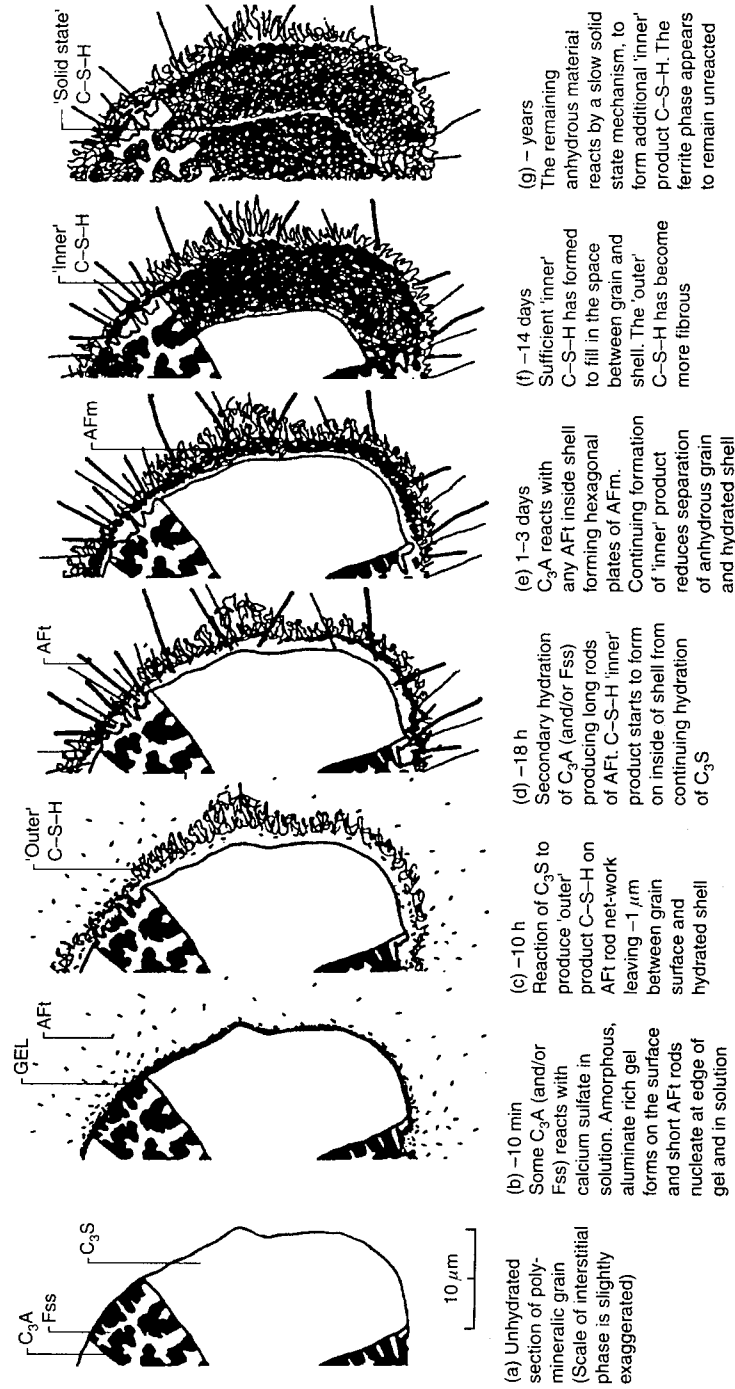 C3A
Fss
C3S
10 μm
(a) Unhydrated
section of poly-
mineralic grain
(Scale of interstitial
phase is slightly
exaggerated)
GEL
AFt
(b) ~10 min
Some C3A (and/or
Fss) reacts with
calcium sulfate in
solution. Amorphous,
aluminate rich gel
forms on the surface
and short AFt rods
nucleate at edge of
gel and in solution
'Outer'
C–S–H
(c) ~10 h
Reaction of C3S to
produce 'outer'
product C–S–H on
AFt rod net-work
leaving ~1 μm
between grain
surface and
hydrated shell
AFt
(d) ~18 h
Secondary hydration
of C3A (and/or Fss)
producing long rods
of AFt. C–S–H 'inner'
product starts to form
on inside of shell from
continuing hydration
of C3S
AFm
(e) 1–3 days
C3A reacts with
any AFt inside shell
forming hexagonal
plates of AFm.
Continuing formation
of 'inner' product
reduces separation
of anhydrous grain
and hydrated shell
'Inner'
C–S–H
(f) ~14 days
Sufficient 'inner'
C–S–H has formed
to fill in the space
between grain and
shell. The 'outer'
C–S–H has become
more fibrous
'Solid state'
C–S–H
(g) ~ years
The remaining
anhydrous material
reacts by a slow solid
state mechanism, to
form additional 'inner'
product C–S–H. The
ferrite phase appears
to remain unreacted